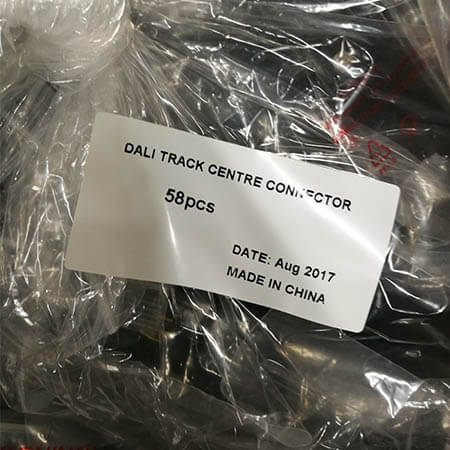 DALI TRACK CENTRE CONNECTOR
58pcs
DATE: Aug 2017
MADE IN CHINA